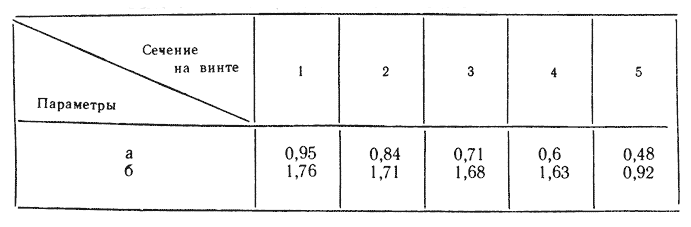 Сечение
на винте
1 2 3 4 5
Параметры
а 0,95 0,84 0,71 0,6 0,48
б 1,76 1,71 1,68 1,63 0,92